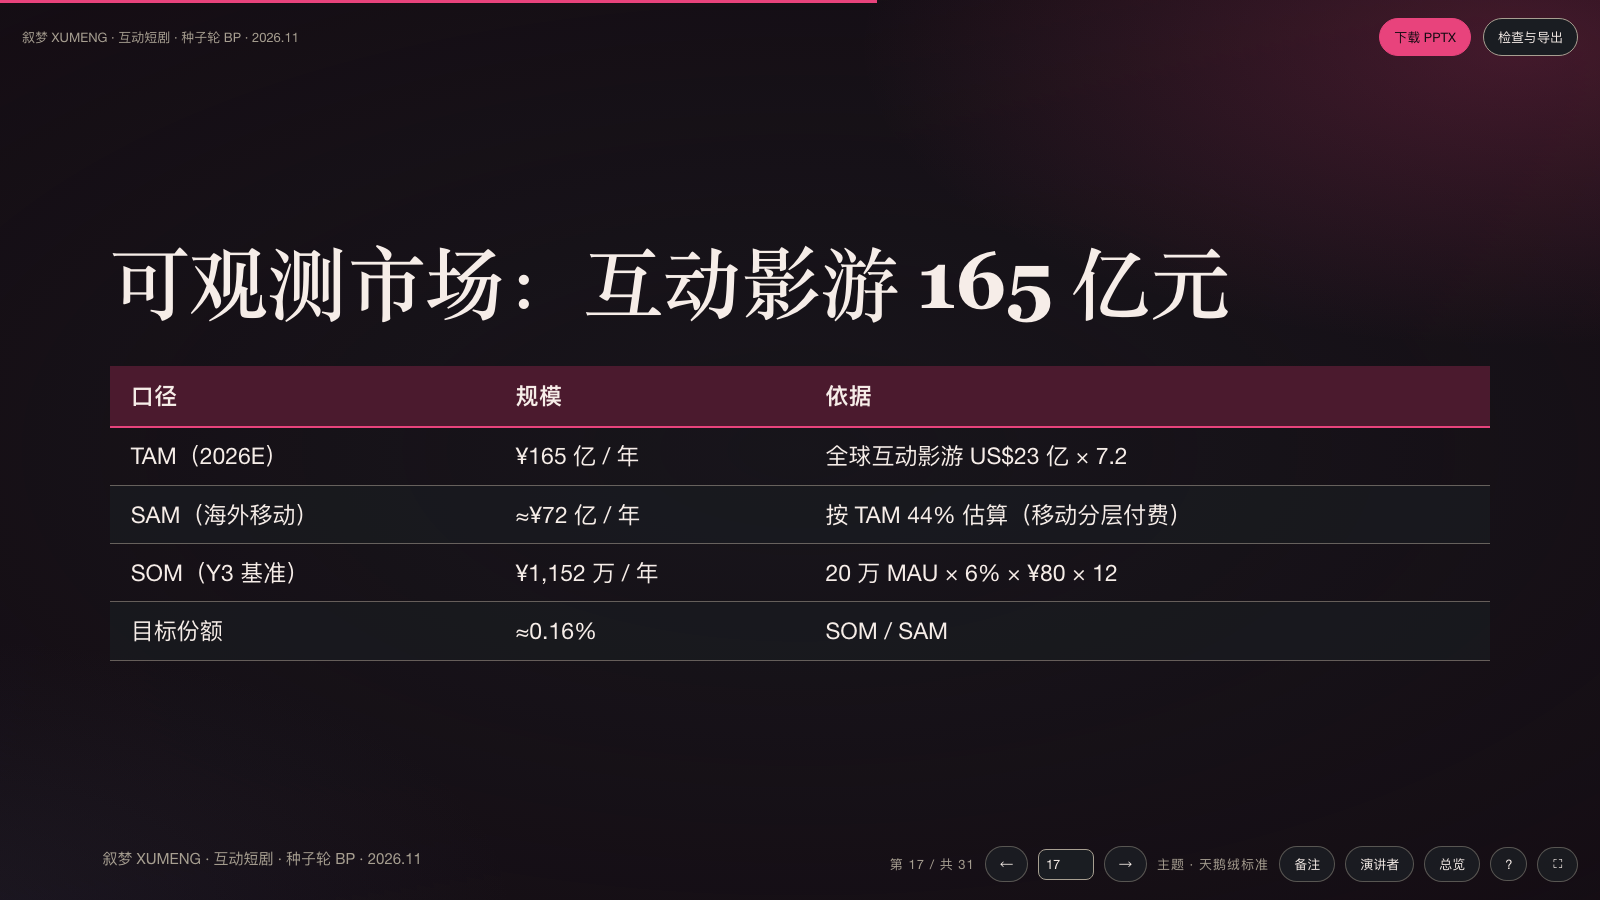 叙梦 XUMENG · 互动短剧 · 种子轮 BP · 2026.11
下载 PPTX
检查与导出
可观测市场：互动影游 165 亿元
口径 规模 依据
TAM（2026E） ¥165 亿 / 年 全球互动影游 US$23 亿 × 7.2
SAM（海外移动） ≈¥72 亿 / 年 按 TAM 44% 估算（移动分层付费）
SOM（Y3 基准） ¥1,152 万 / 年 20 万 MAU × 6% × ¥80 × 12
目标份额 ≈0.16% SOM / SAM
叙梦 XUMENG · 互动短剧 · 种子轮 BP · 2026.11
第 17 / 共 31 ← 17 → 主题 · 天鹅绒标准 备注 演讲者 总览 ?